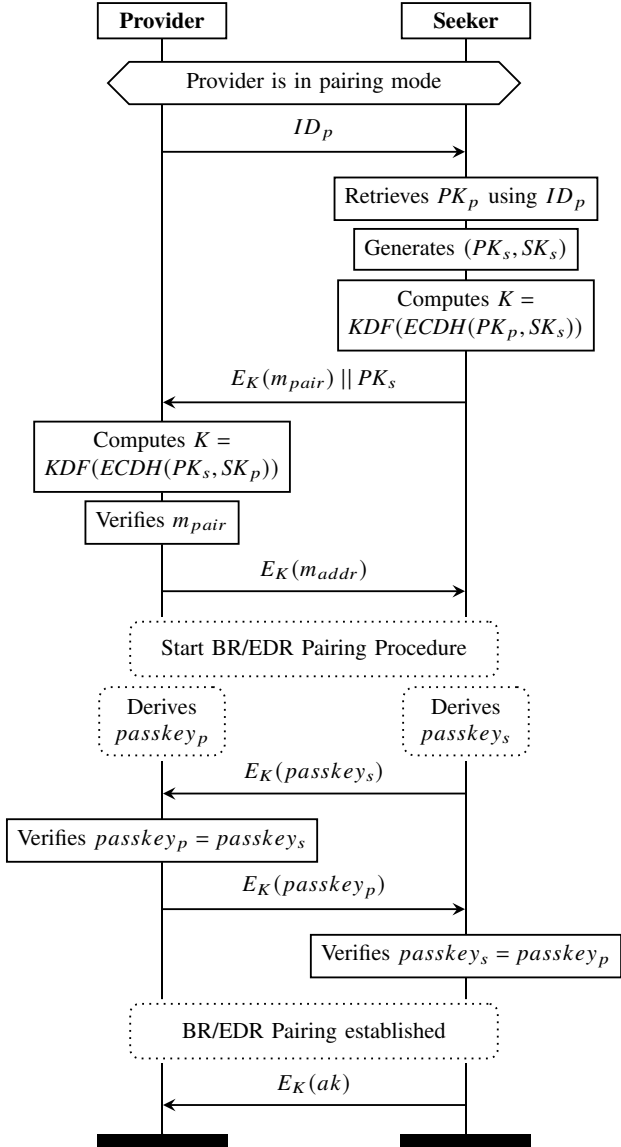 Provider
Seeker
Provider is in pairing mode
ID_p
Retrieves PK_p using ID_p
Generates (PK_s, SK_s)
Computes K =
KDF(ECDH(PK_p, SK_s))
E_K(m_pair) || PK_s
Computes K =
KDF(ECDH(PK_s, SK_p))
Verifies m_pair
E_K(m_addr)
Start BR/EDR Pairing Procedure
Derives
passkey_p
Derives
passkey_s
E_K(passkey_s)
Verifies passkey_p = passkey_s
E_K(passkey_p)
Verifies passkey_s = passkey_p
BR/EDR Pairing established
E_K(ak)